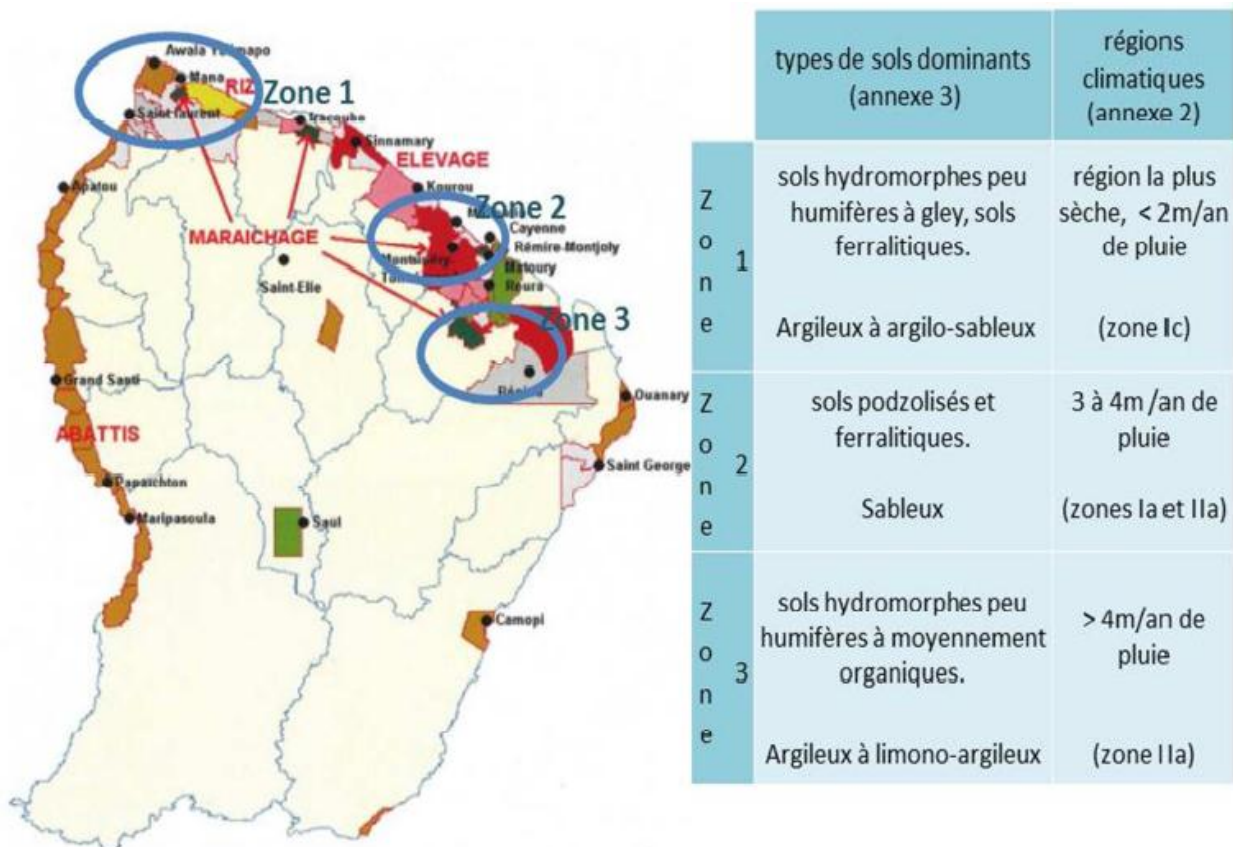 Awala Yalimapo
Mana
RIZ
Zone 1
Saint laurent
Iracoubo
Sinnamary
ELEVAGE
Apatou
Kourou
Zone 2
Cayenne
MARAICHAGE
Rémire-Montjoly
Montsinéry
Matoury
Saint-Elie
Roura
Zone 3
Grand Santi
Régina
Ouanary
ABATTIS
Saint George
Papaichton
Maripasoula
Saul
Camopi
types de sols dominants
(annexe 3)
régions
climatiques
(annexe 2)
Zone 1
sols hydromorphes peu
humifères à gley, sols
ferralitiques.
Argileux à argilo-sableux
région la plus
sèche, < 2m/an
de pluie
(zone Ic)
Zone 2
sols podzolisés et
ferralitiques.
Sableux
3 à 4m /an de
pluie
(zones Ia et IIa)
Zone 3
sols hydromorphes peu
humifères à moyennement
organiques.
Argileux à limono-argileux
> 4m/an de
pluie
(zone IIa)